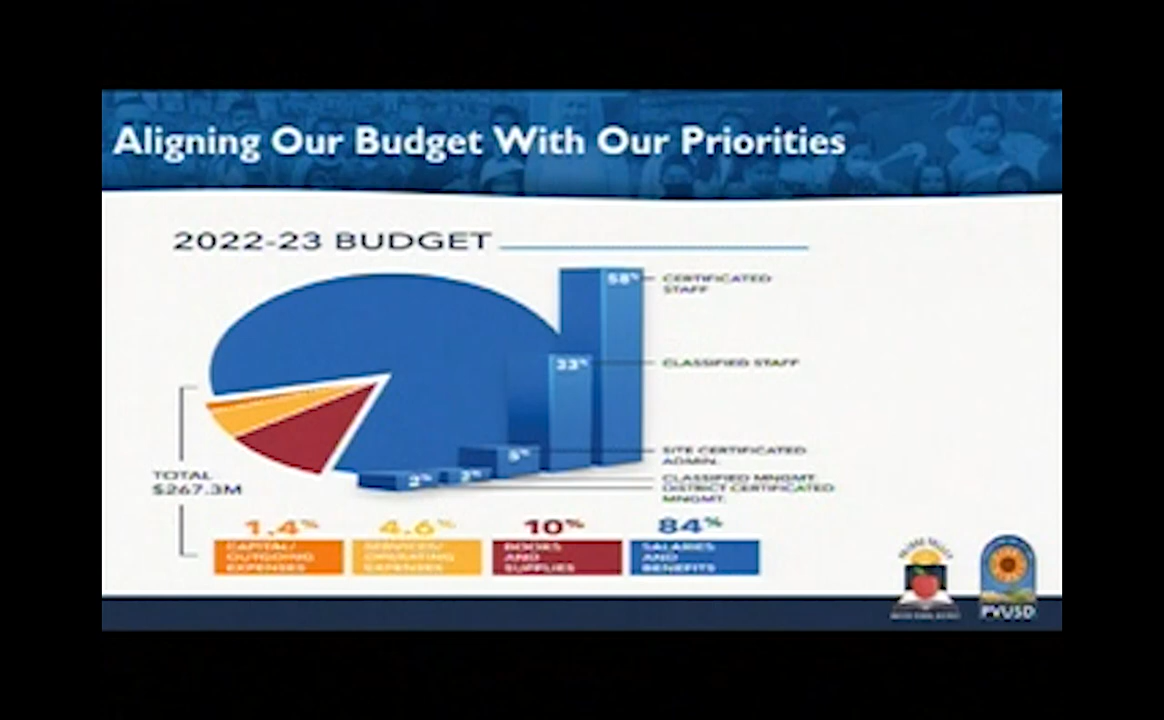 Aligning Our Budget With Our Priorities
2022-23 BUDGET
58%
CERTIFICATED
STAFF
33%
CLASSIFIED STAFF
5%
SITE CERTIFICATED
ADMIN.
2%
2%
CLASSIFIED MNGMT.
DISTRICT CERTIFICATED
MNGMT.
TOTAL
$267.3M
1.4%
4.6%
10%
84%
CAPITAL/
OUTGOING
EXPENSES
SERVICES/
OPERATING
EXPENSES
BOOKS
AND
SUPPLIES
SALARIES
AND
BENEFITS
PVUSD